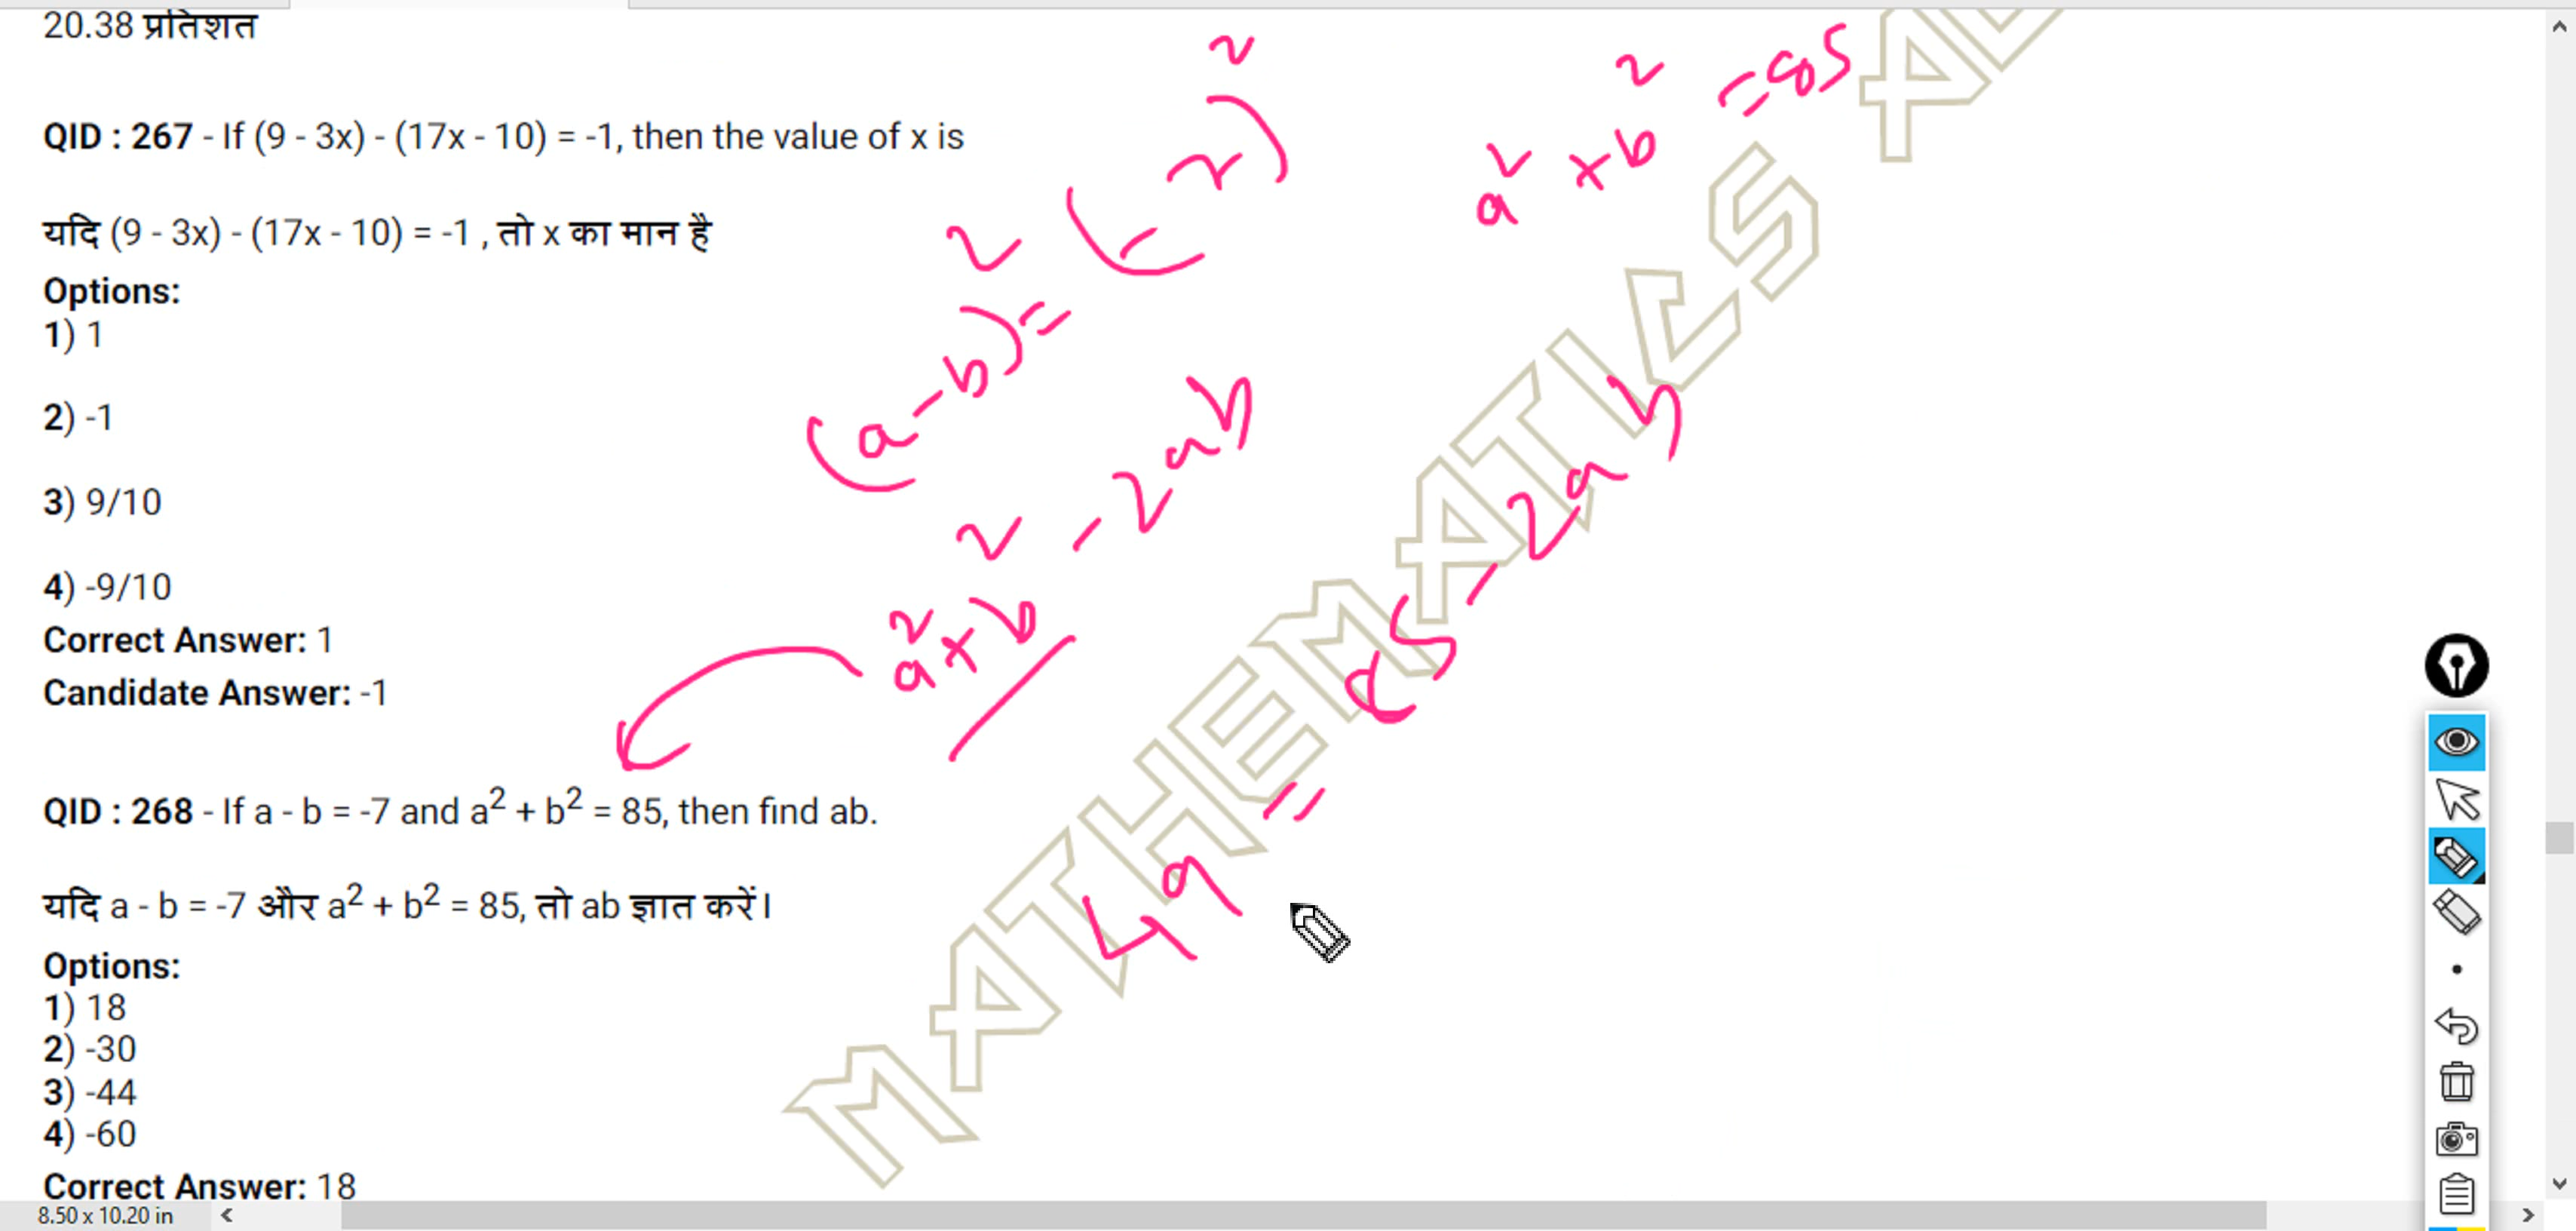 20.38 प्रतिशत
QID : 267 - If (9 - 3x) - (17x - 10) = -1, then the value of x is
यदि (9 - 3x) - (17x - 10) = -1 , तो x का मान है
Options:
1) 1
2) -1
3) 9/10
4) -9/10
Correct Answer: 1
Candidate Answer: -1
QID : 268 - If a - b = -7 and a² + b² = 85, then find ab.
यदि a - b = -7 और a² + b² = 85, तो ab ज्ञात करें।
Options:
1) 18
2) -30
3) -44
4) -60
Correct Answer: 18
(a-b)² = (-7)²
a²+b² -2ab
a²+b² = 85
49 = 85 - 2ab
MATHEMATICS
8.50 x 10.20 in